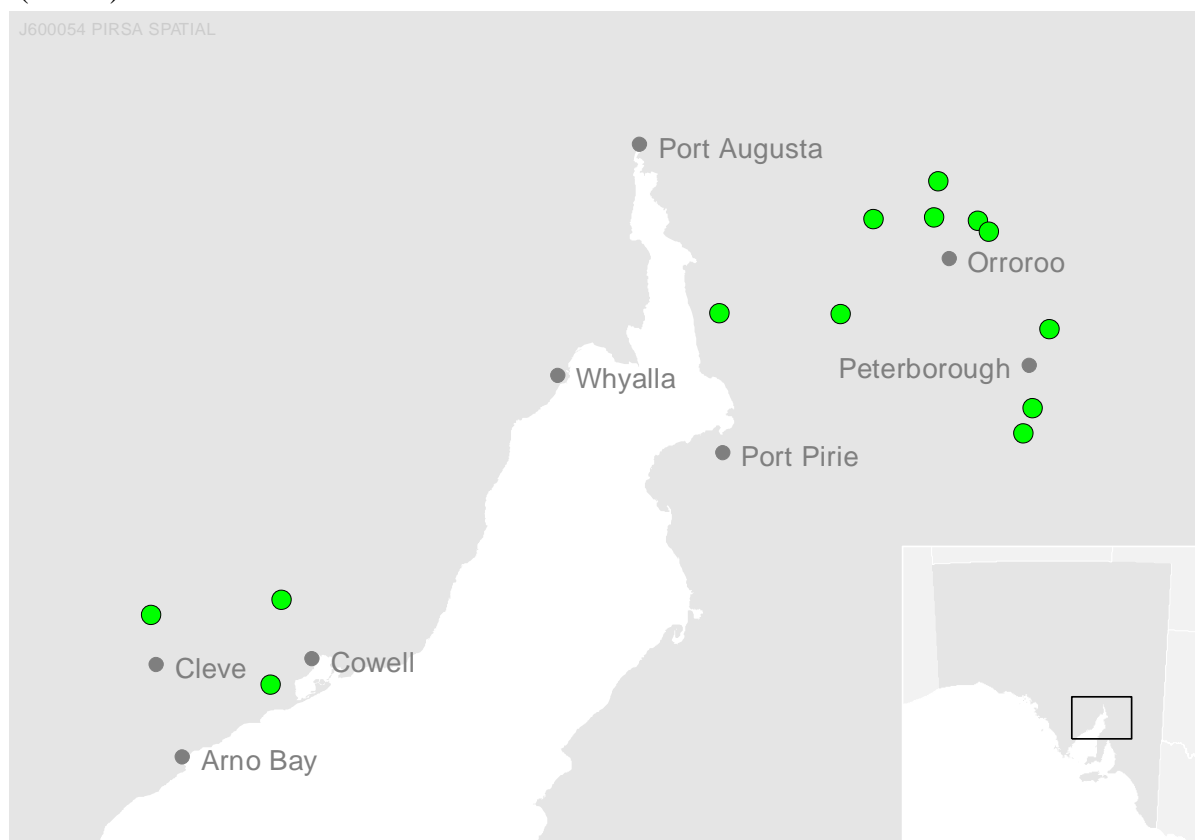 J600054 PIRSA SPATIAL
Port Augusta
Orroroo
Peterborough
Whyalla
Port Pirie
Cowell
Cleve
Arno Bay